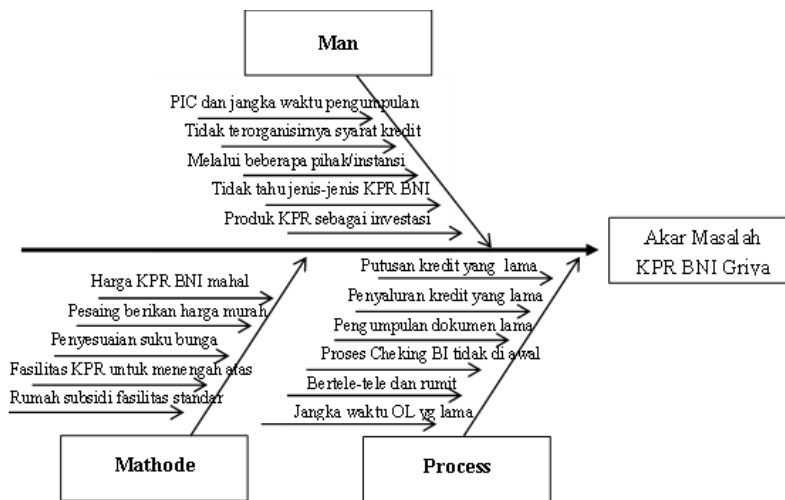 Man
PIC dan jangka waktu pengumpulan
Tidak terorganisirnya syarat kredit
Melalui beberapa pihak/instansi
Tidak tahu jenis-jenis KPR BNI
Produk KPR sebagai investasi
Akar Masalah
KPR BNI Griya
Harga KPR BNI mahal
Pesaing berikan harga murah
Penyesuaian suku bunga
Fasilitas KPR untuk menengah atas
Rumah subsidi fasilitas standar
Mathode
Putusan kredit yang lama
Penyaluran kredit yang lama
Pengumpulan dokumen lama
Proses Cheking BI tidak di awal
Bertele-tele dan rumit
Jangka waktu OL yg lama
Process